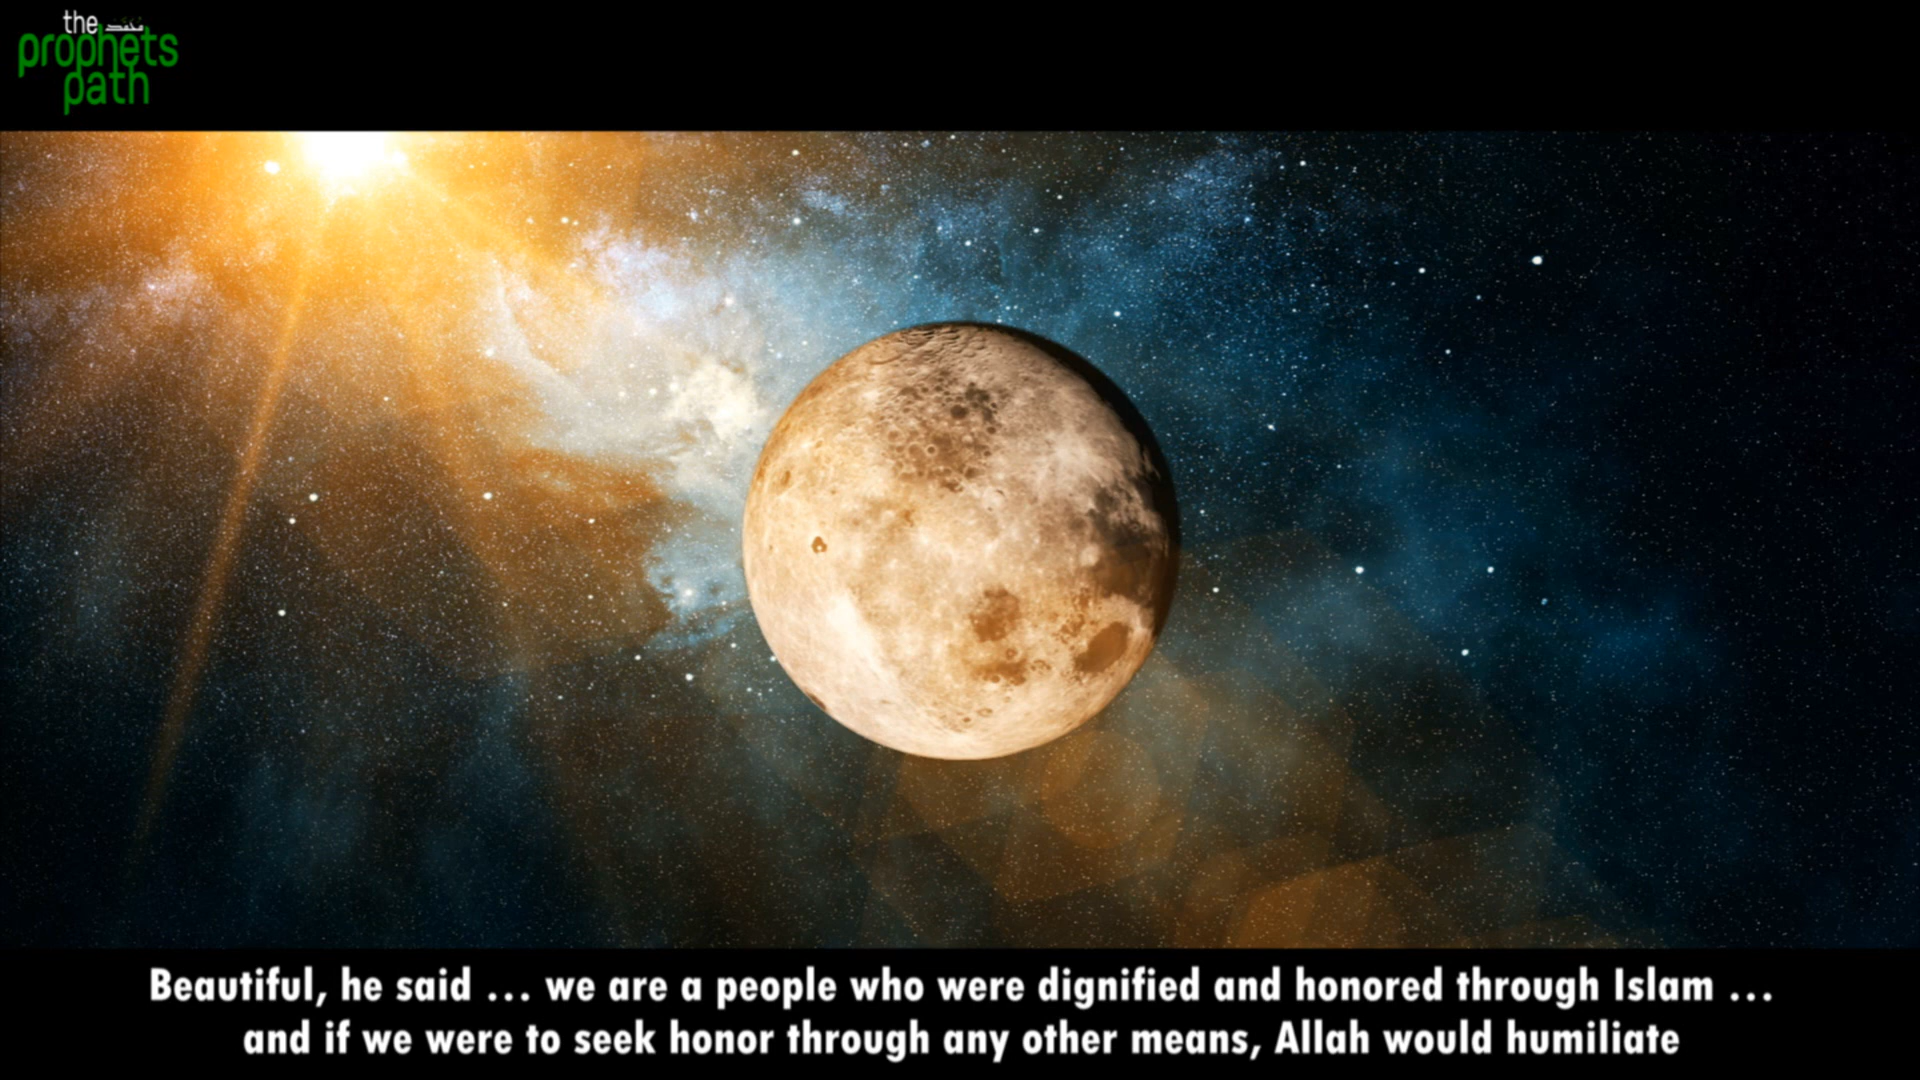 the محمد
prophets
path
Beautiful, he said ... we are a people who were dignified and honored through Islam ...
and if we were to seek honor through any other means, Allah would humiliate